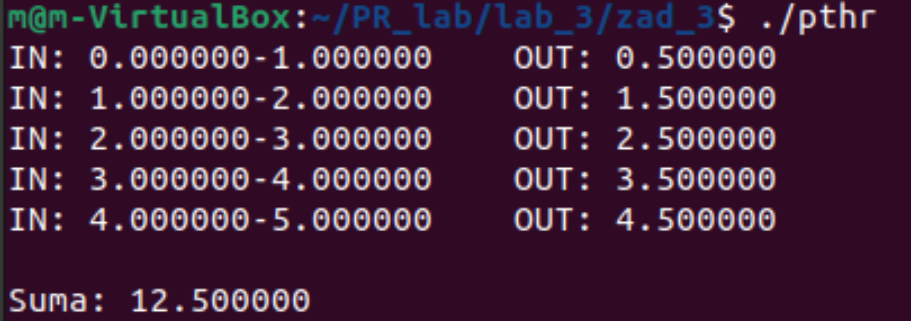 m@m-VirtualBox:~/PR_lab/lab_3/zad_3$ ./pthr
IN: 0.000000-1.000000    OUT: 0.500000
IN: 1.000000-2.000000    OUT: 1.500000
IN: 2.000000-3.000000    OUT: 2.500000
IN: 3.000000-4.000000    OUT: 3.500000
IN: 4.000000-5.000000    OUT: 4.500000
Suma: 12.500000